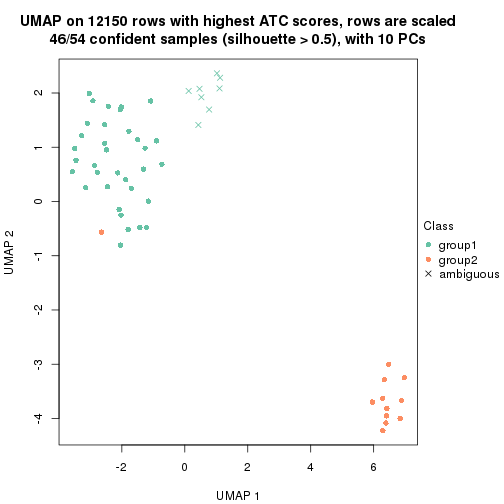 UMAP on 12150 rows with highest ATC scores, rows are scaled
46/54 confident samples (silhouette > 0.5), with 10 PCs
2
1
0
-1
-2
-3
-4
UMAP 2
-2
0
2
4
6
UMAP 1
Class
group1
group2
ambiguous